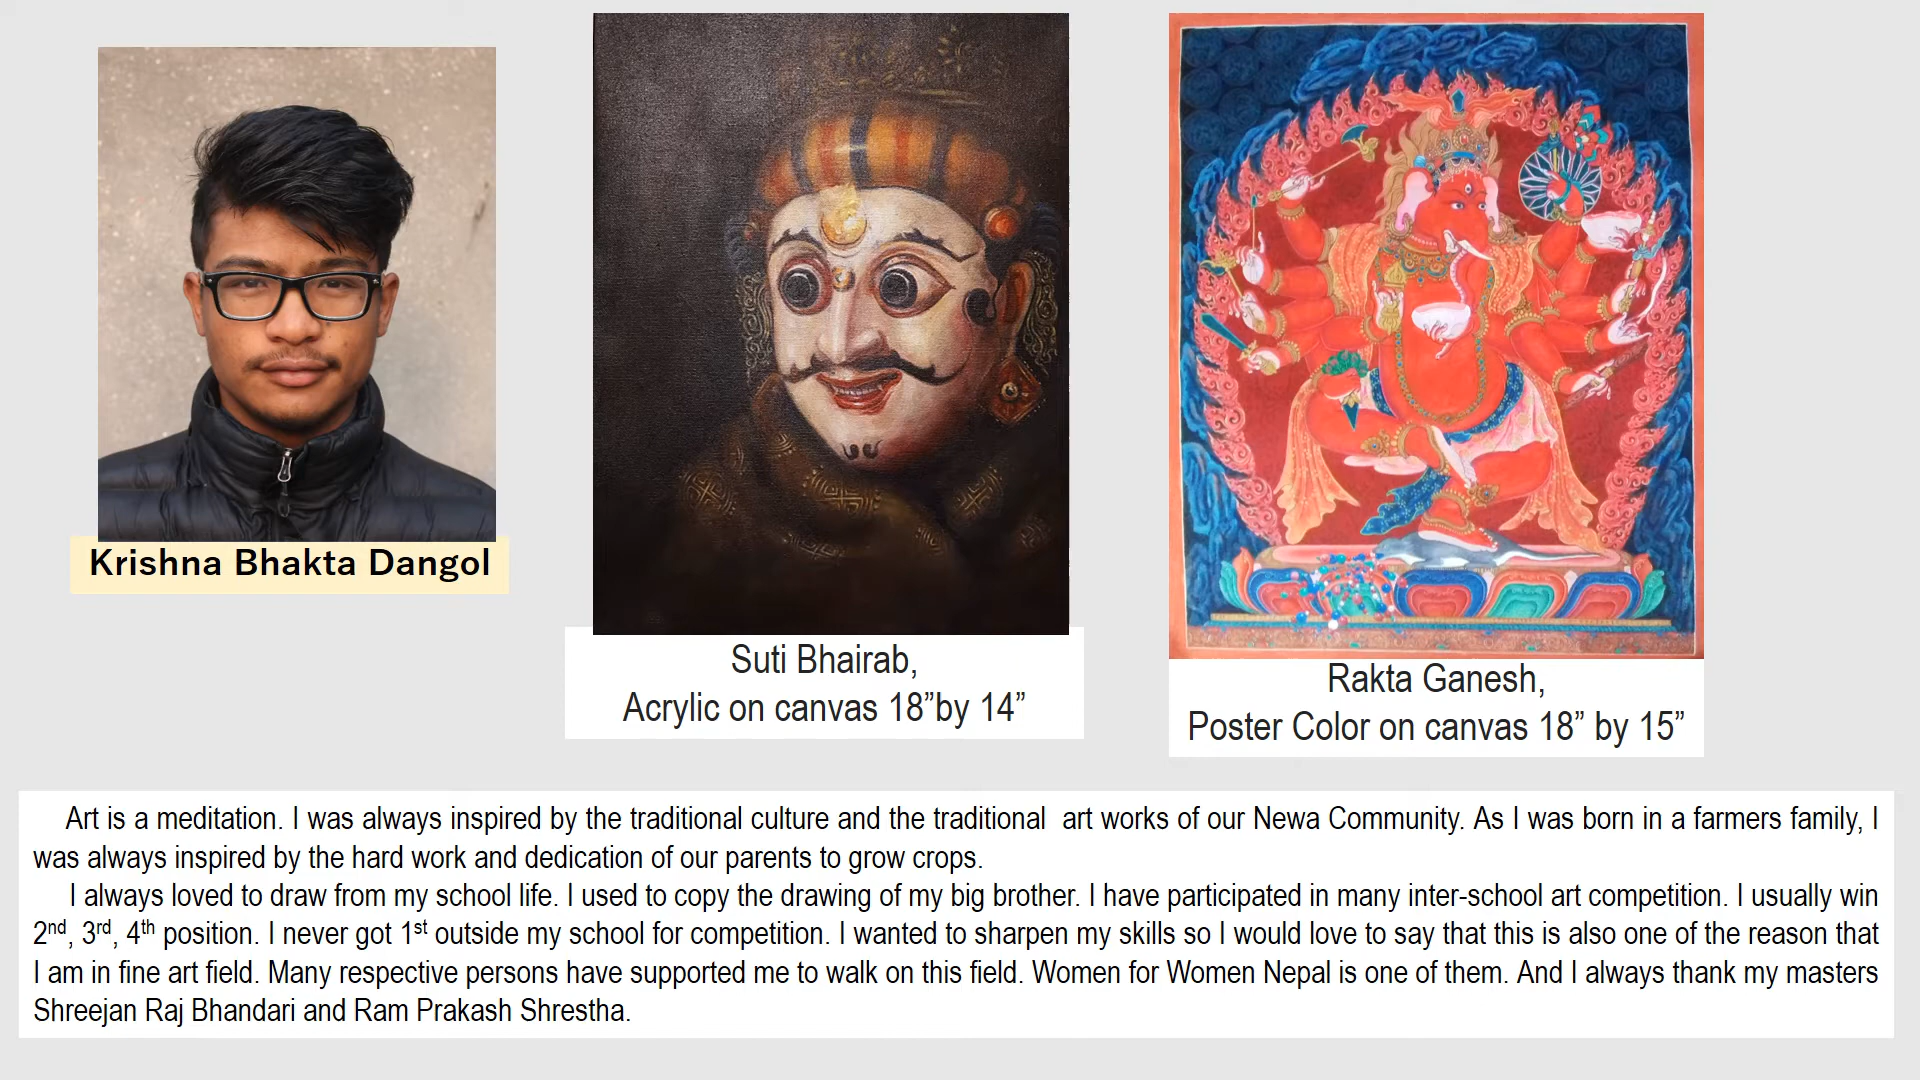 Krishna Bhakta Dangol
Suti Bhairab,
Acrylic on canvas 18”by 14”
Rakta Ganesh,
Poster Color on canvas 18” by 15”
Art is a meditation. I was always inspired by the traditional culture and the traditional  art works of our Newa Community. As I was born in a farmers family, I
was always inspired by the hard work and dedication of our parents to grow crops.
I always loved to draw from my school life. I used to copy the drawing of my big brother. I have participated in many inter-school art competition. I usually win
2nd, 3rd, 4th position. I never got 1st outside my school for competition. I wanted to sharpen my skills so I would love to say that this is also one of the reason that
I am in fine art field. Many respective persons have supported me to walk on this field. Women for Women Nepal is one of them. And I always thank my masters
Shreejan Raj Bhandari and Ram Prakash Shrestha.